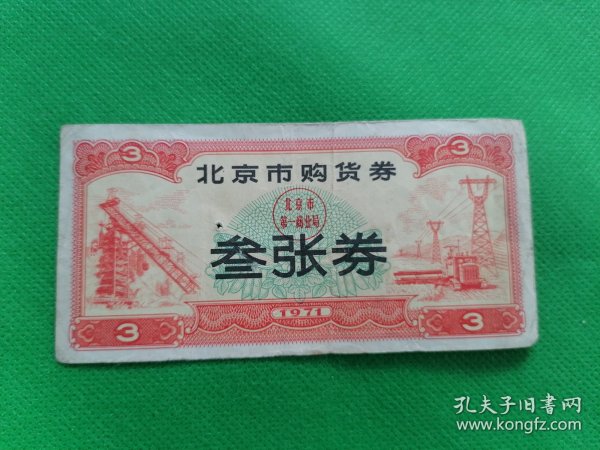 3 3
北京市购货券
北京市
第一商业局
叁张券
1971
3 3
孔夫子旧书网
www.kongfz.com